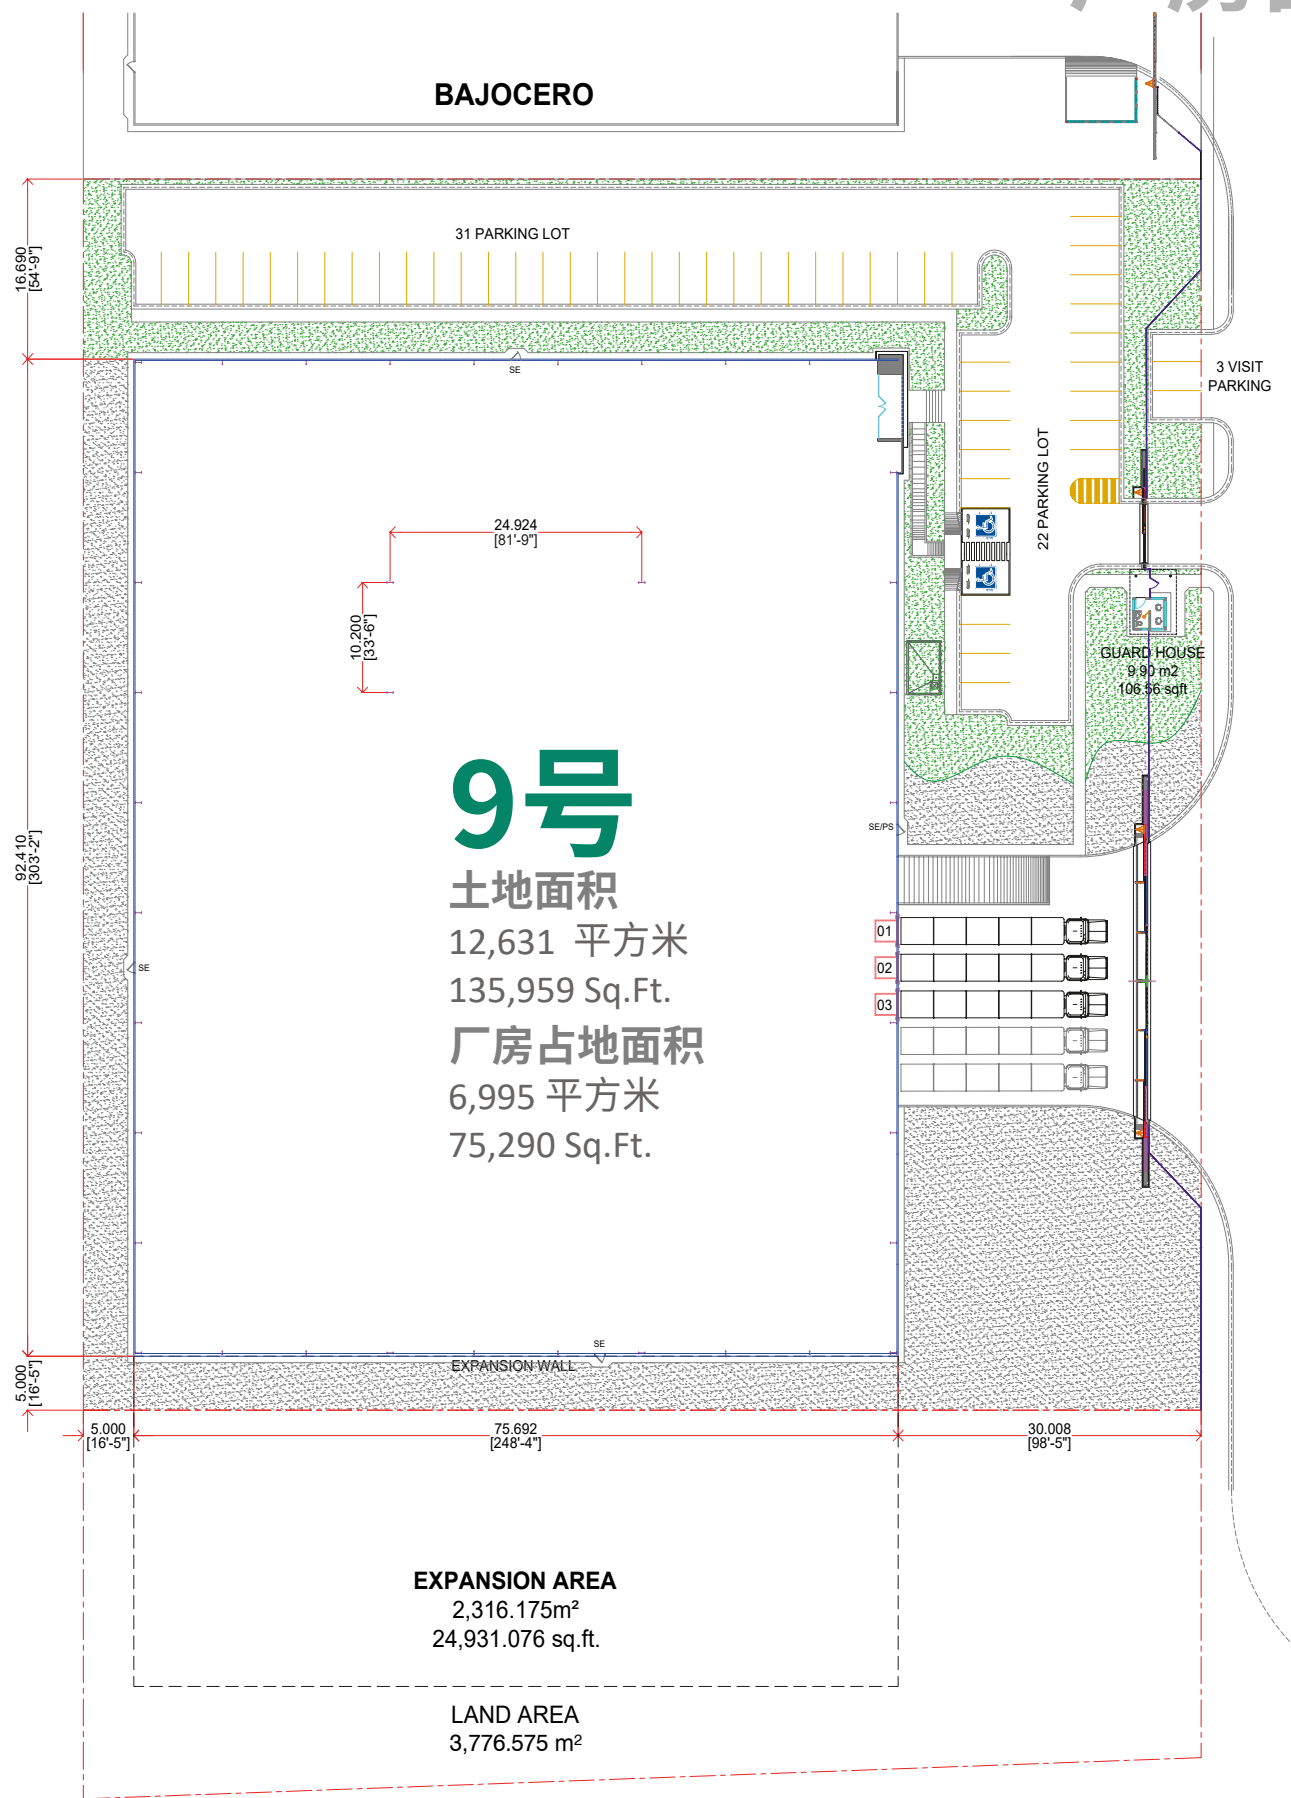 BAJOCERO
31 PARKING LOT
16.690
[54'-9"]
SE
3 VISIT
PARKING
22 PARKING LOT
24.924
[81'-9"]
10.200
[33'-6"]
GUARD HOUSE
9.90 m2
106.56 sqft
9号
土地面积
12,631 平方米
135,959 Sq.Ft.
厂房占地面积
6,995 平方米
75,290 Sq.Ft.
92.410
[303'-2"]
SE/PS
01
02
03
SE
SE
EXPANSION WALL
5.000
[16'-5"]
5.000
[16'-5"]
75.692
[248'-4"]
30.008
[98'-5"]
EXPANSION AREA
2,316.175m²
24,931.076 sq.ft.
LAND AREA
3,776.575 m²